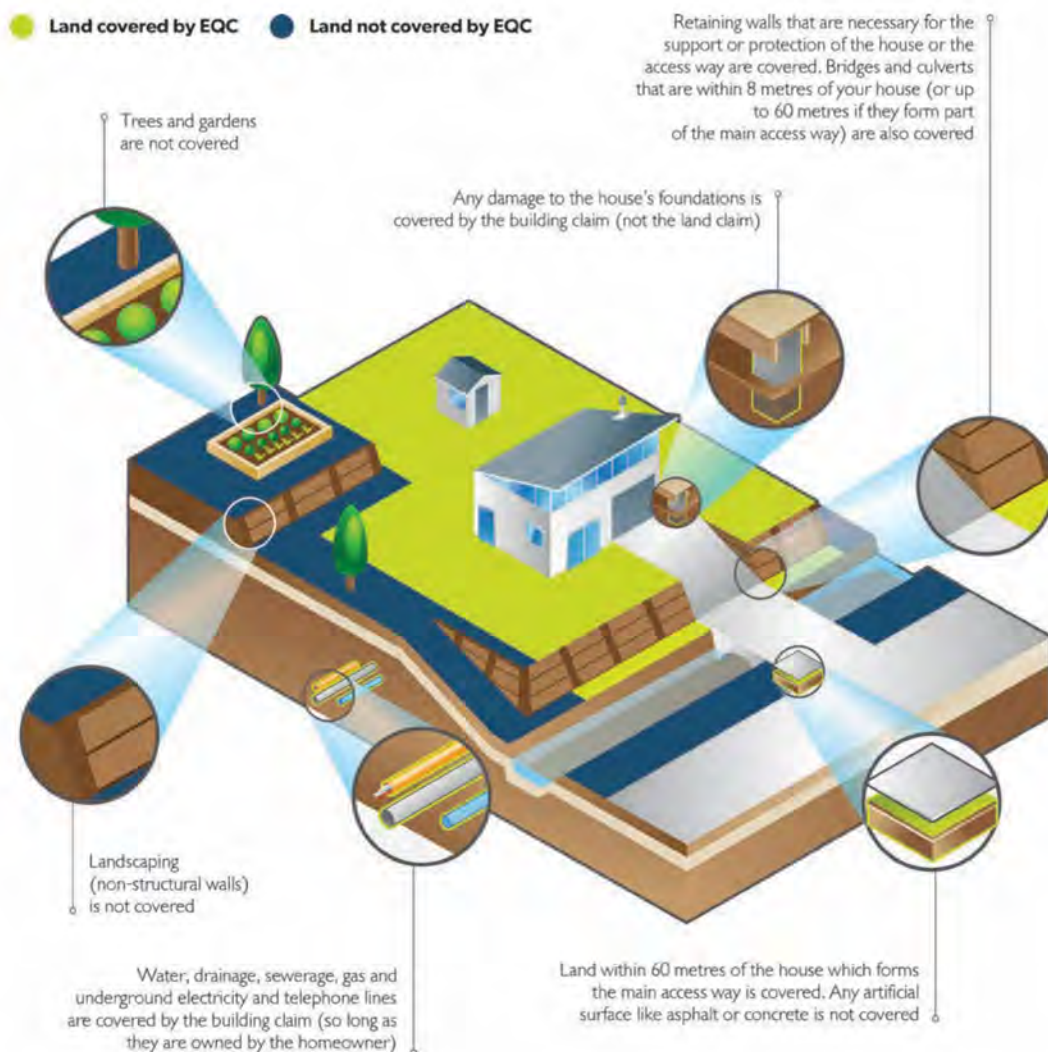 Land covered by EQC
Land not covered by EQC
Retaining walls that are necessary for the
support or protection of the house or the
access way are covered. Bridges and culverts
that are within 8 metres of your house (or up
to 60 metres if they form part
of the main access way) are also covered
Trees and gardens
are not covered
Any damage to the house's foundations is
covered by the building claim (not the land claim)
Landscaping
(non-structural walls)
is not covered
Water, drainage, sewerage, gas and
underground electricity and telephone lines
are covered by the building claim (so long as
they are owned by the homeowner)
Land within 60 metres of the house which forms
the main access way is covered. Any artificial
surface like asphalt or concrete is not covered